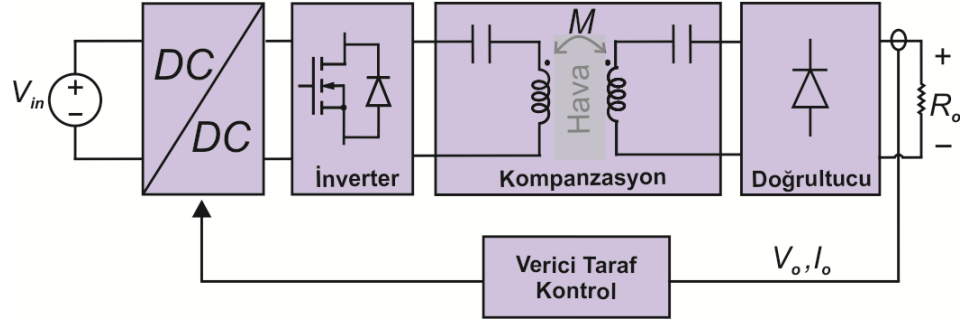 V_in
+
−
DC
DC
İnverter
M
Hava
Kompanzasyon
Doğrultucu
+
R_o
−
Verici Taraf
Kontrol
V_o,I_o